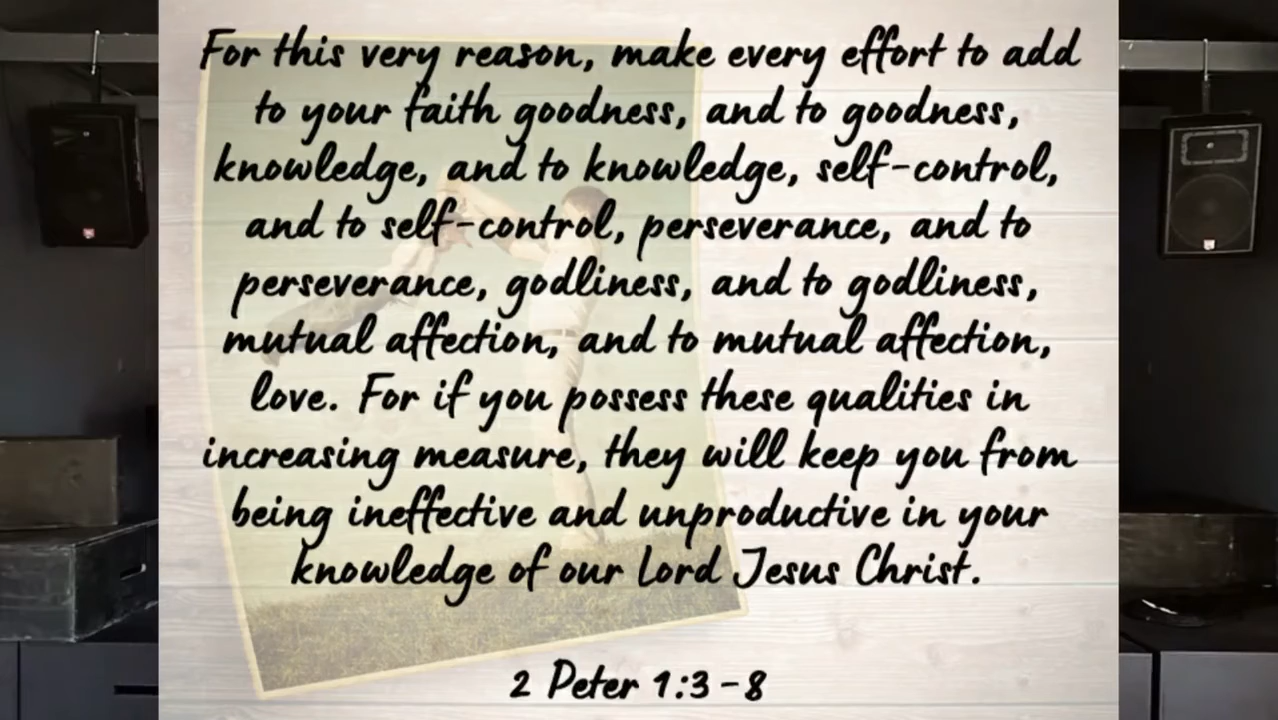 For this very reason, make every effort to add
to your faith goodness, and to goodness,
knowledge, and to knowledge, self-control,
and to self-control, perseverance, and to
perseverance, godliness, and to godliness,
mutual affection, and to mutual affection,
love. For if you possess these qualities in
increasing measure, they will keep you from
being ineffective and unproductive in your
knowledge of our Lord Jesus Christ.
2 Peter 1:3-8